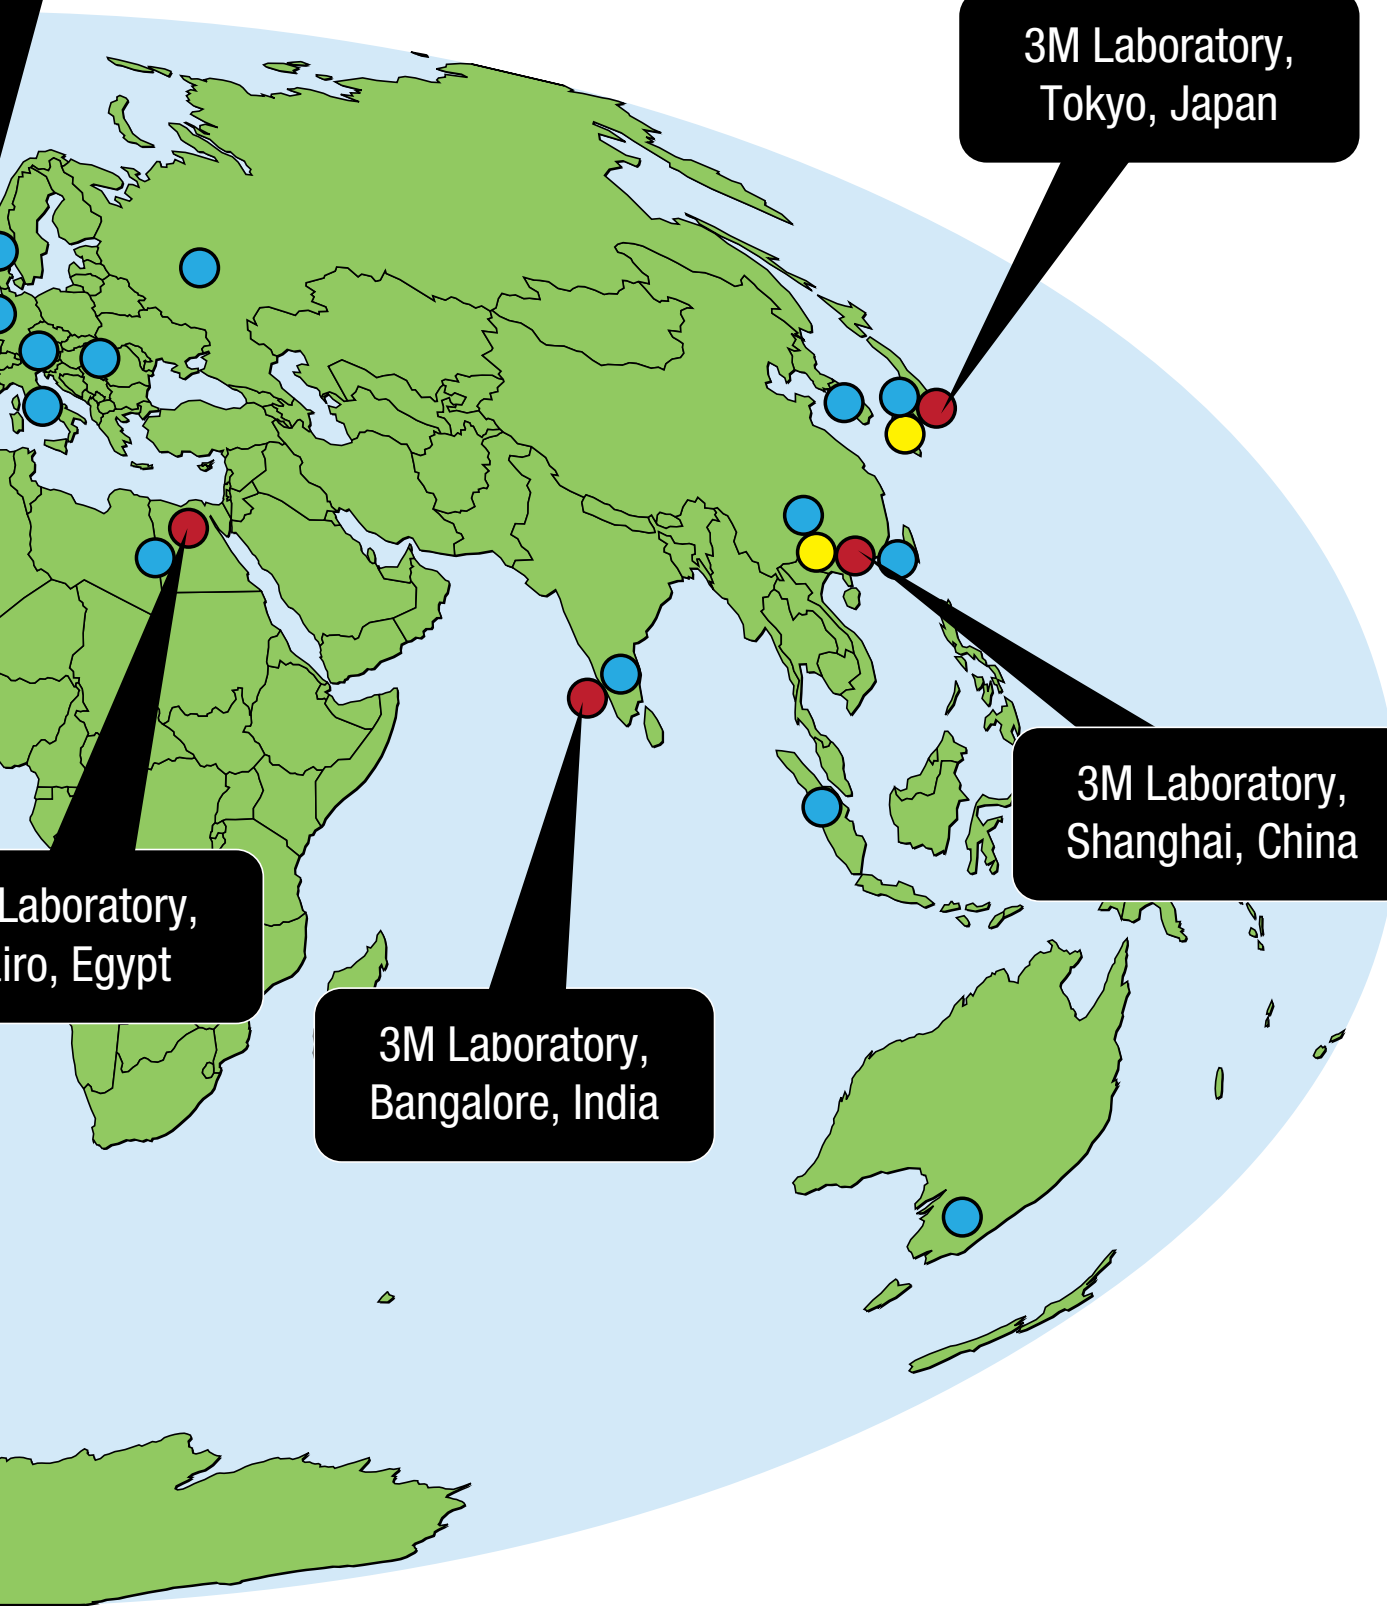 3M Laboratory,
Tokyo, Japan
3M Laboratory,
Shanghai, China
Laboratory,
iro, Egypt
3M Laboratory,
Bangalore, India